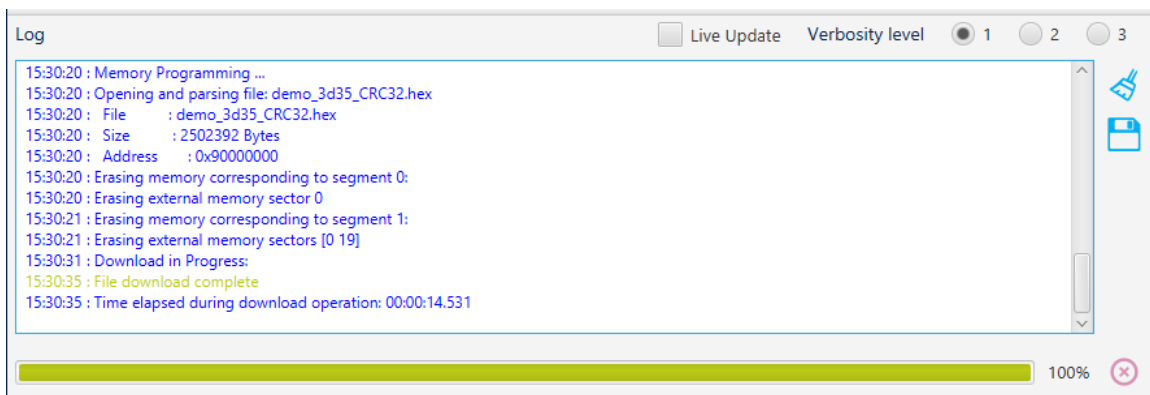 Log Live Update Verbosity level 1 2 3
15:30:20 : Memory Programming ...
15:30:20 : Opening and parsing file: demo_3d35_CRC32.hex
15:30:20 : File : demo_3d35_CRC32.hex
15:30:20 : Size : 2502392 Bytes
15:30:20 : Address : 0x90000000
15:30:20 : Erasing memory corresponding to segment 0:
15:30:20 : Erasing external memory sector 0
15:30:21 : Erasing memory corresponding to segment 1:
15:30:21 : Erasing external memory sectors [0 19]
15:30:31 : Download in Progress:
15:30:35 : File download complete
15:30:35 : Time elapsed during download operation: 00:00:14.531
100%